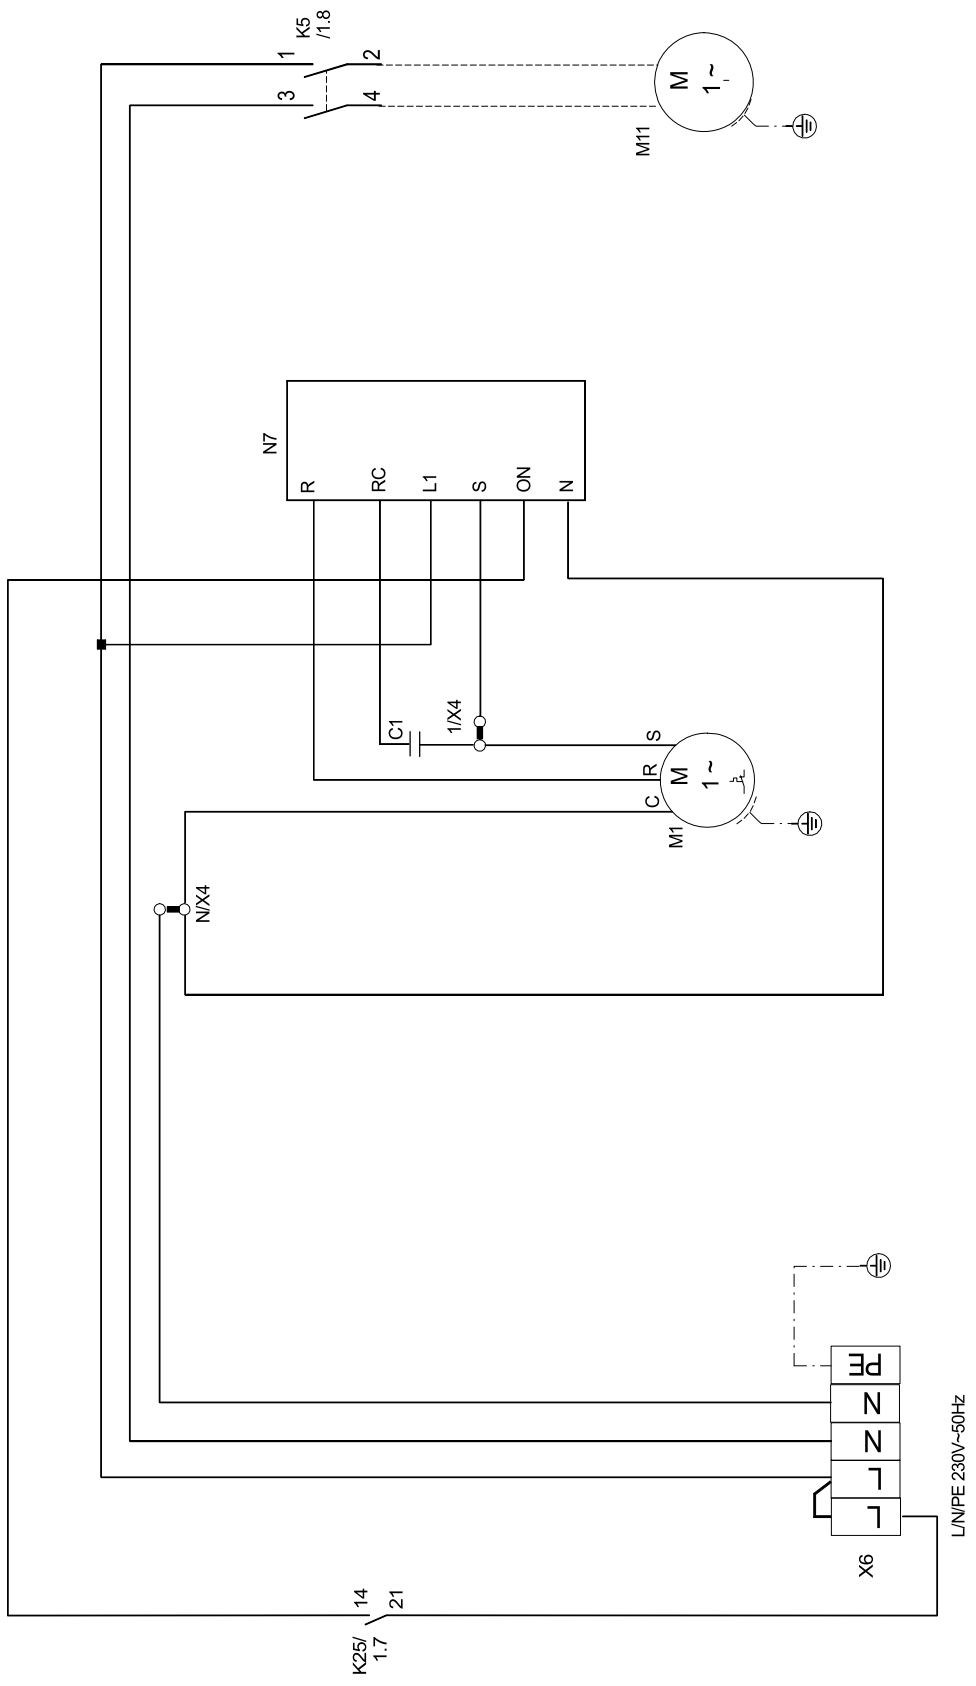 K5
/1.8
1
2
3
4
M
1~
M11
N7
R
RC
L1
S
ON
N
C1
1/X4
S
R
C
M
1~
M1
N/X4
PE
N
N
L
L
X6
L/N/PE 230V~50Hz
14
21
K25/
1.7